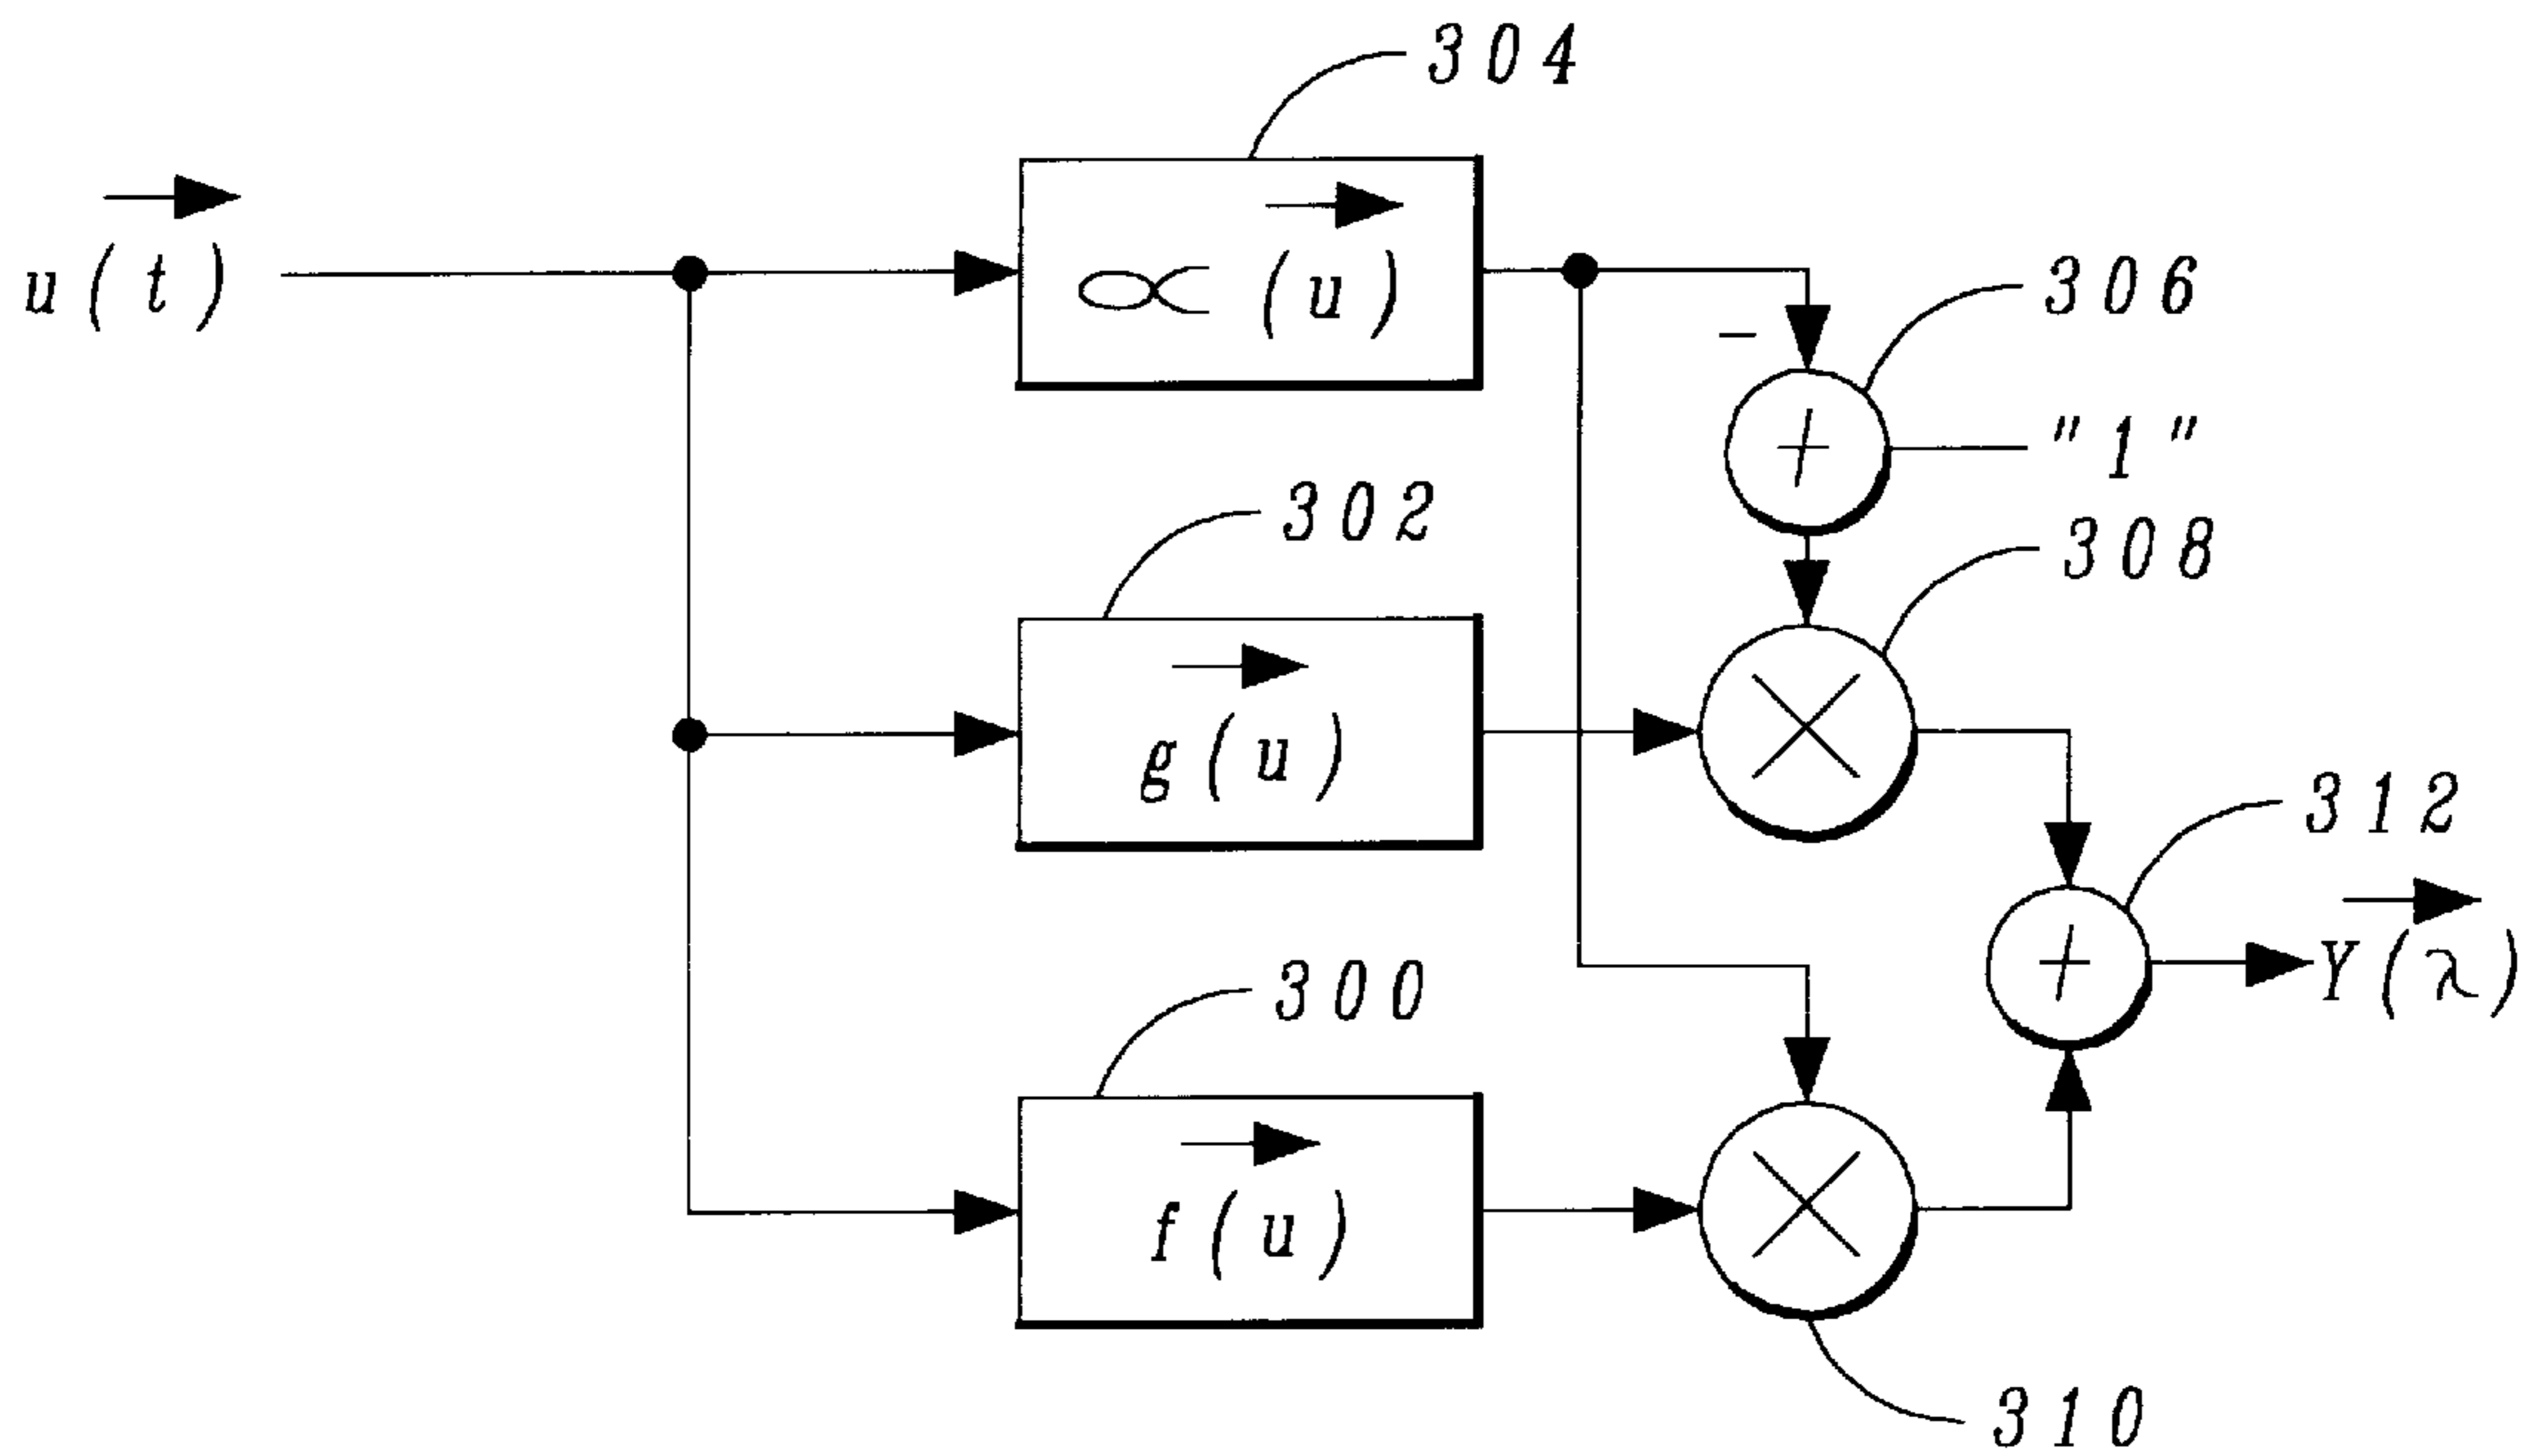 304
u(t)
∝ (u)
306
−
+
"1"
302
308
g(u)
×
312
+
Y(λ)
300
f(u)
×
310